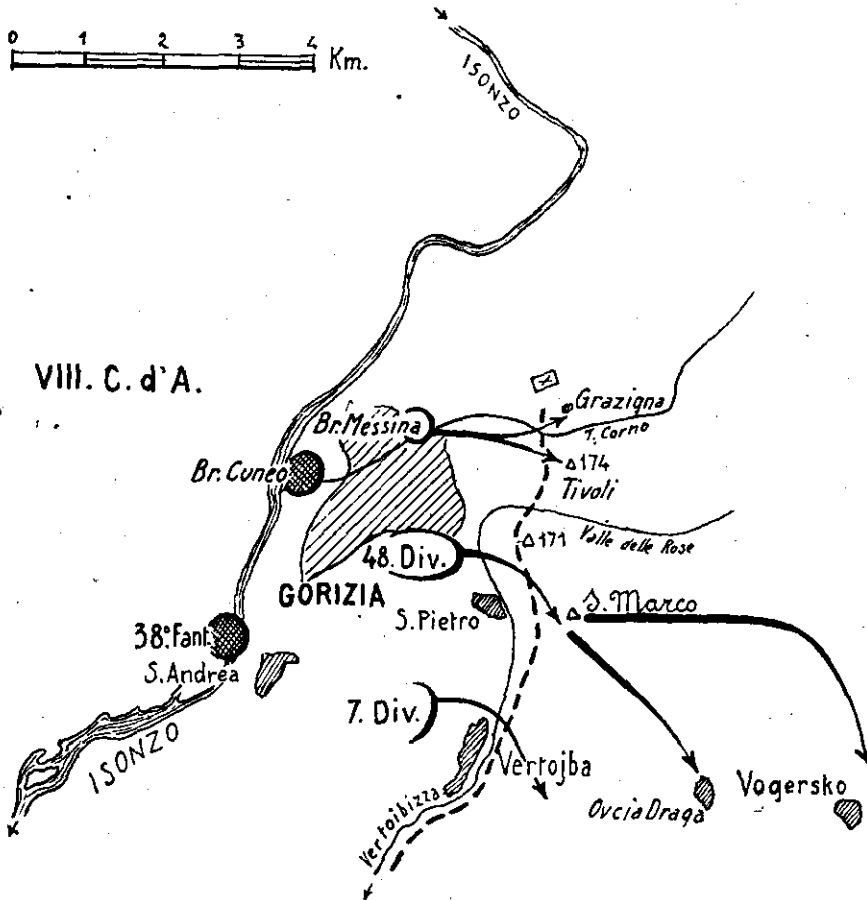 0 1 2 3 4
Km.
ISONZO
VIII. C. d'A.
Br. Messina
Grazigna
T. Corno
△174
Br. Cuneo
Tivoli
△171
Valle delle Rose
48. Div.
GORIZIA
S. Pietro
△ S. Marco
38º Fant.
S. Andrea
7. Div.
ISONZO
Vertojba
Vertoibizza
Ovcia Draga
Vogersko